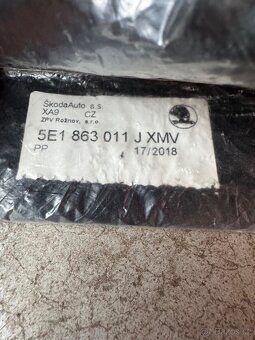 ŠkodaAuto a.s.
XA9 CZ
ZPV Rožnov, s.r.o.
5E1 863 011 J XMV
PP 17/2018